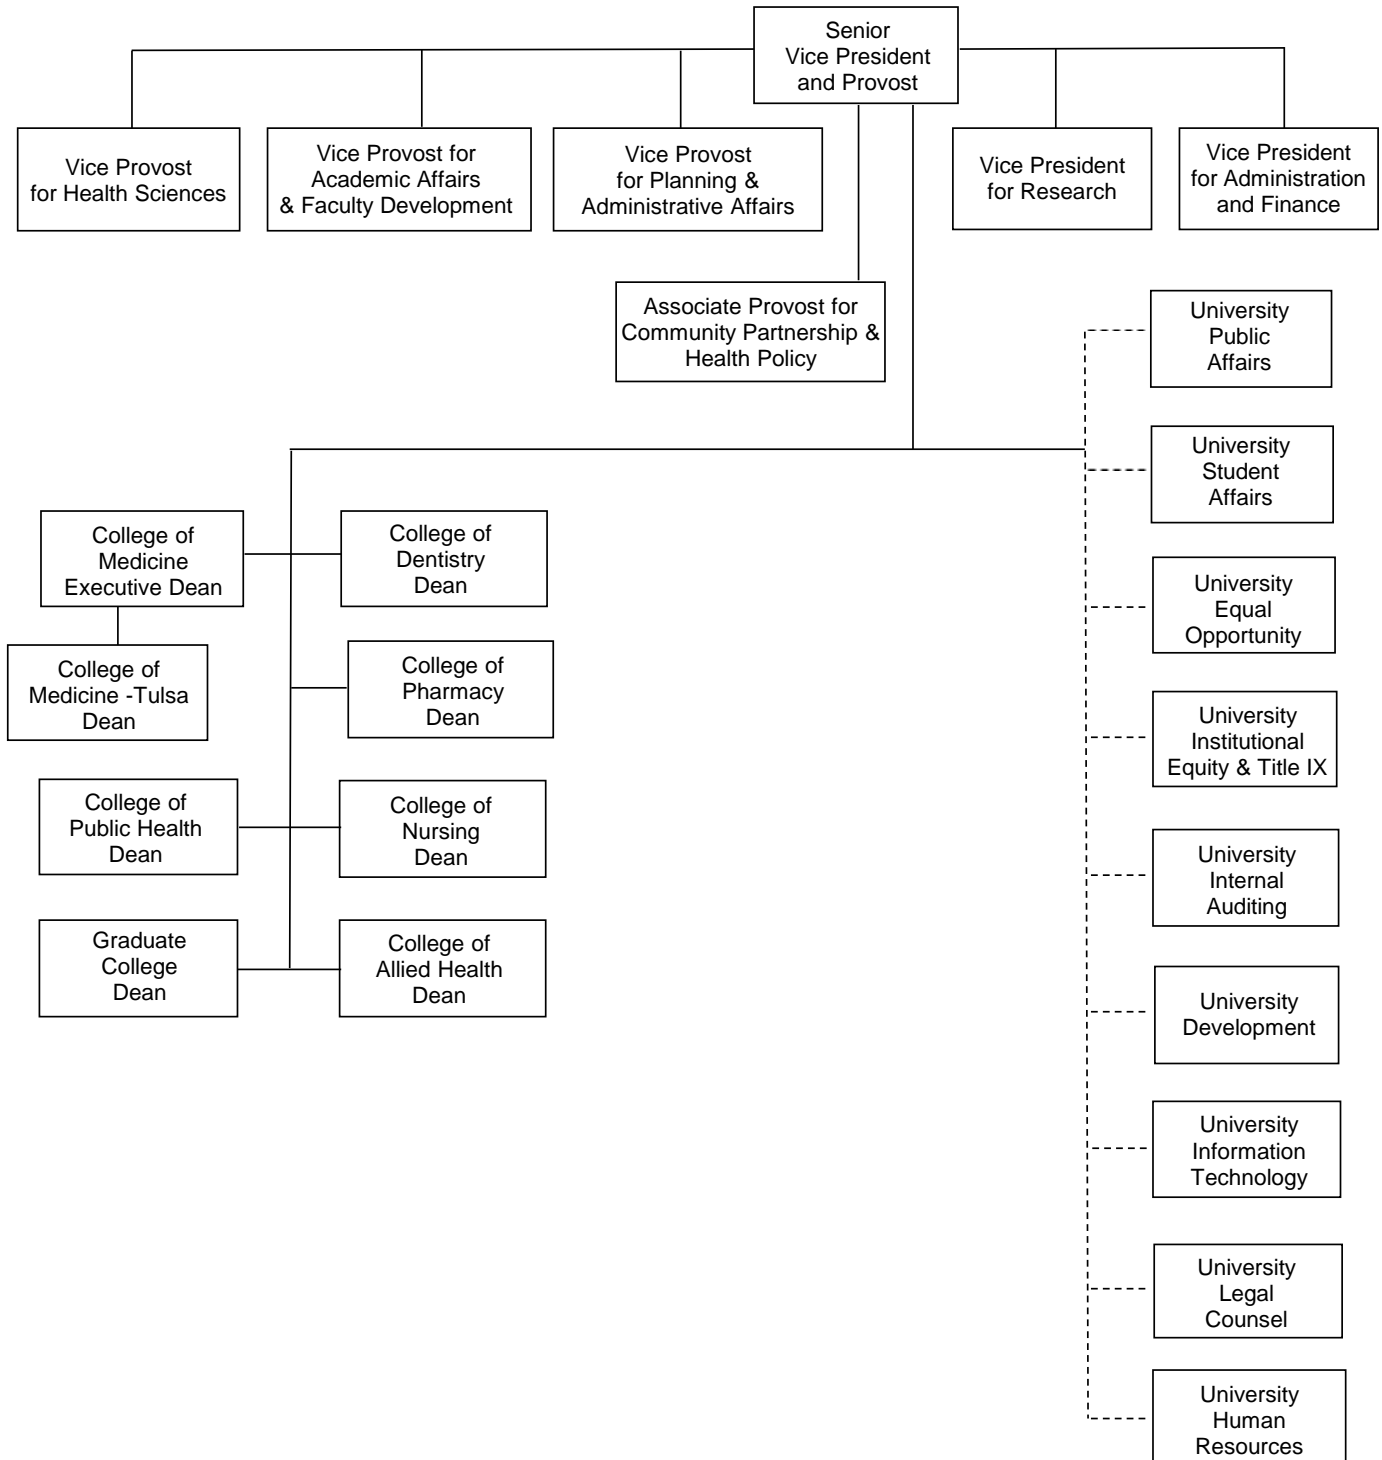 Senior
Vice President
and Provost
Vice Provost
for Health Sciences
Vice Provost for
Academic Affairs
& Faculty Development
Vice Provost
for Planning &
Administrative Affairs
Vice President
for Research
Vice President
for Administration
and Finance
Associate Provost for
Community Partnership &
Health Policy
University
Public
Affairs
University
Student
Affairs
College of
Medicine
Executive Dean
College of
Dentistry
Dean
University
Equal
Opportunity
College of
Medicine -Tulsa
Dean
College of
Pharmacy
Dean
University
Institutional
Equity & Title IX
College of
Public Health
Dean
College of
Nursing
Dean
University
Internal
Auditing
Graduate
College
Dean
College of
Allied Health
Dean
University
Development
University
Information
Technology
University
Legal
Counsel
University
Human
Resources